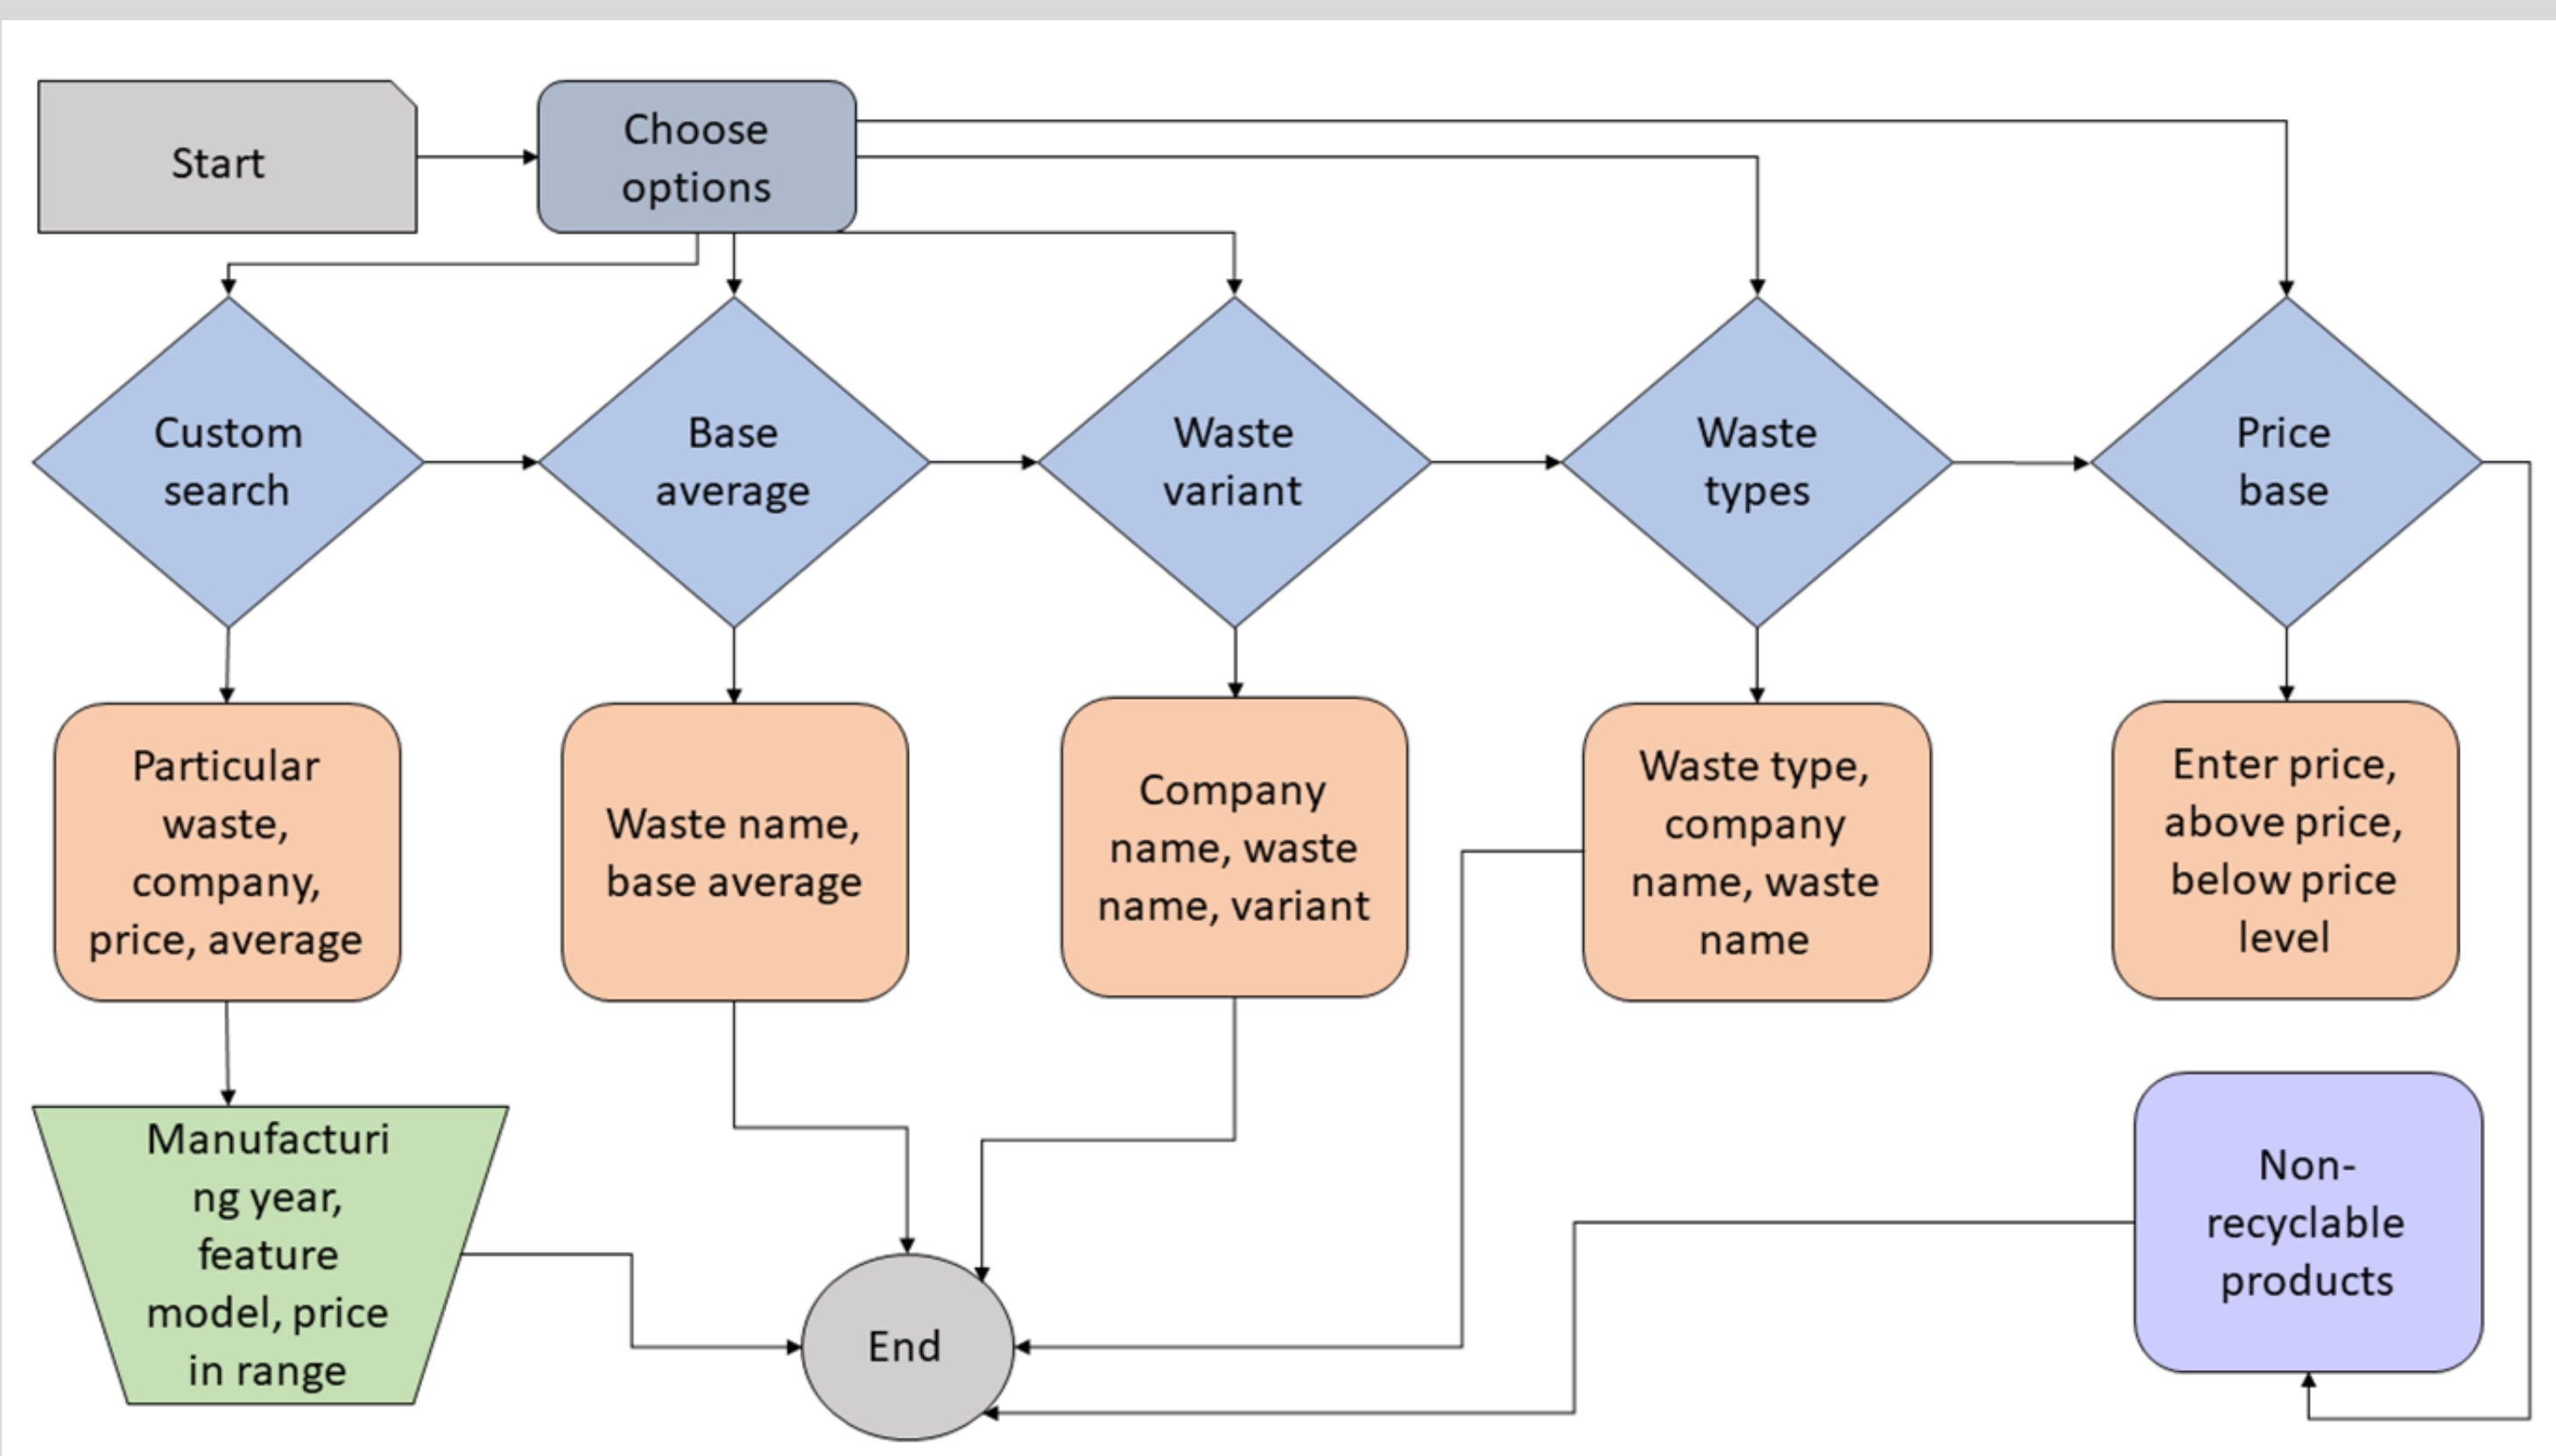 Start
Choose
options
Custom
search
Base
average
Waste
variant
Waste
types
Price
base
Particular
waste,
company,
price, average
Waste name,
base average
Company
name, waste
name, variant
Waste type,
company
name, waste
name
Enter price,
above price,
below price
level
Manufacturi
ng year,
feature
model, price
in range
End
Non-
recyclable
products